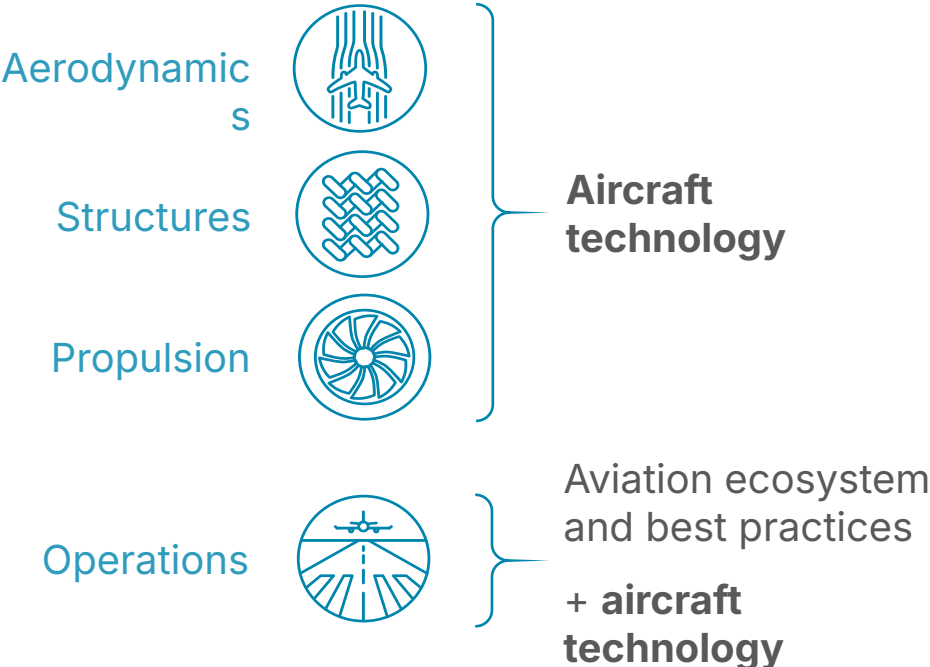 Aerodynamic
s
Structures
Propulsion
Aircraft
technology
Operations
Aviation ecosystem
and best practices
+ aircraft
technology